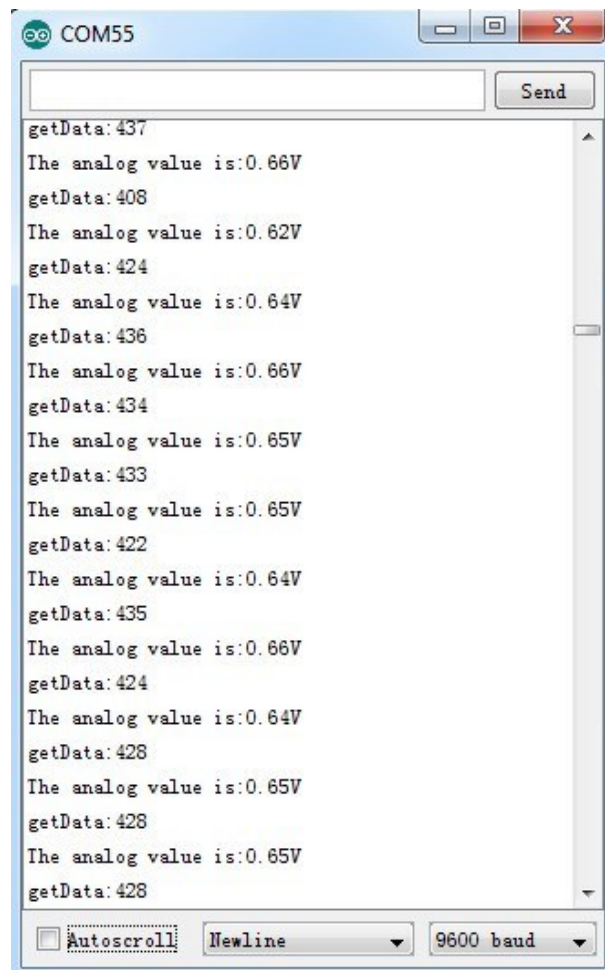 COM55
Send
getData:437
The analog value is:0.66V
getData:408
The analog value is:0.62V
getData:424
The analog value is:0.64V
getData:436
The analog value is:0.66V
getData:434
The analog value is:0.65V
getData:433
The analog value is:0.65V
getData:422
The analog value is:0.64V
getData:435
The analog value is:0.66V
getData:424
The analog value is:0.64V
getData:428
The analog value is:0.65V
getData:428
The analog value is:0.65V
getData:428
Autoscroll Newline 9600 baud